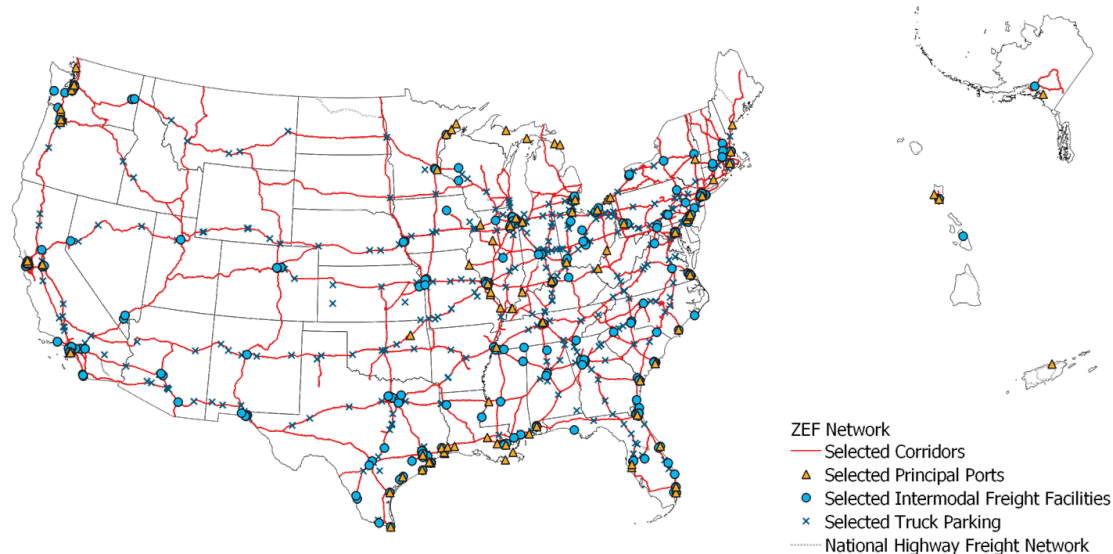 ZEF Network
Selected Corridors
Selected Principal Ports
Selected Intermodal Freight Facilities
Selected Truck Parking
National Highway Freight Network